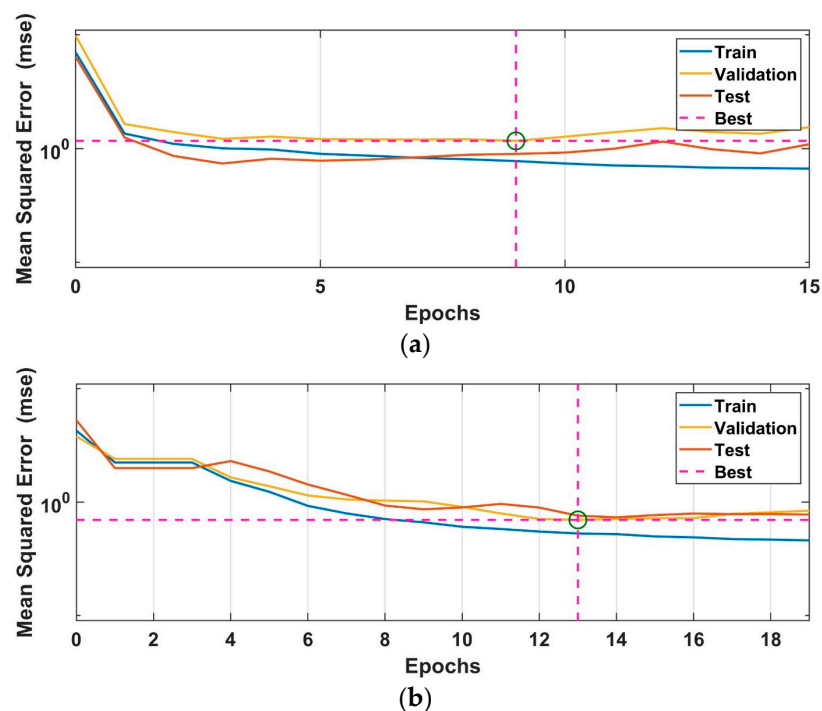 Mean Squared Error (mse)
10^0
Train
Validation
Test
Best
0 5 10 15
Epochs
(a)
Mean Squared Error (mse)
10^0
Train
Validation
Test
Best
0 2 4 6 8 10 12 14 16 18
Epochs
(b)